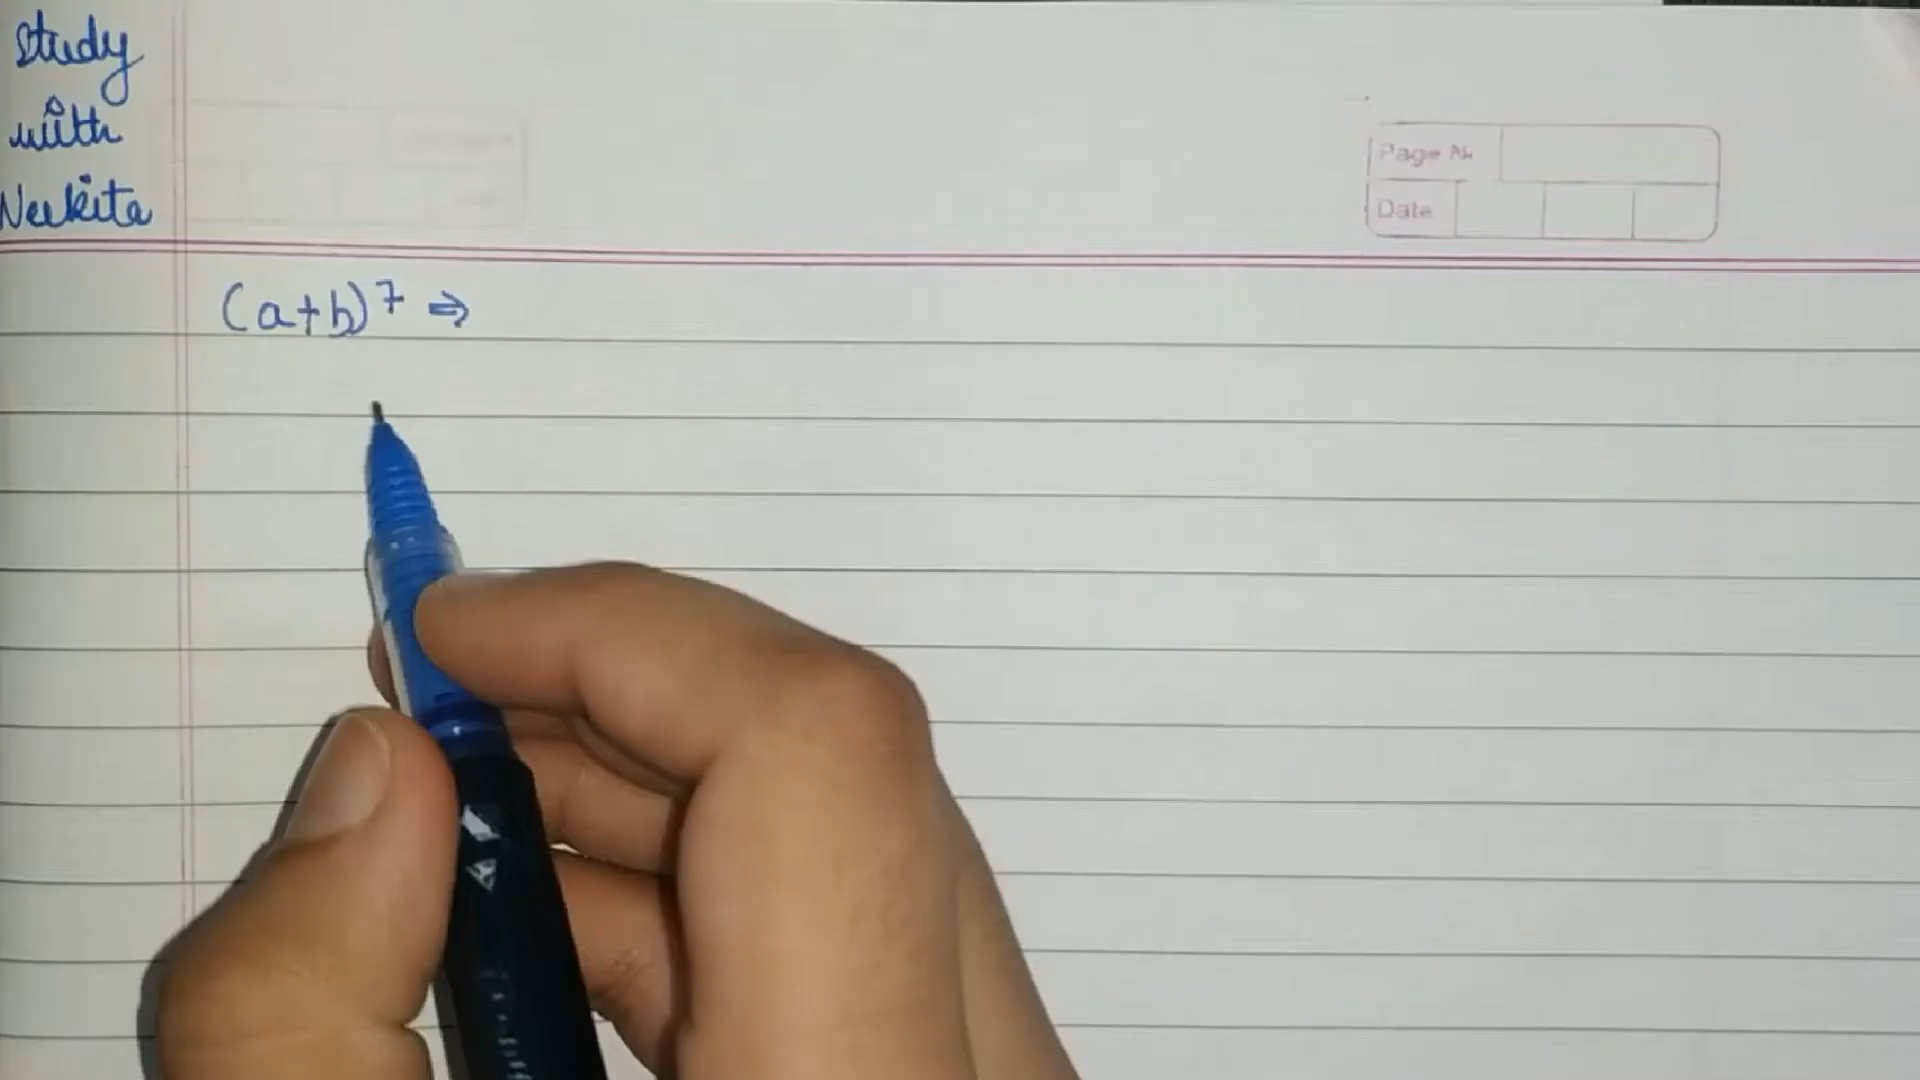 Study
with
Neekita
Page No.
Date
(a+b)⁷ ⇒